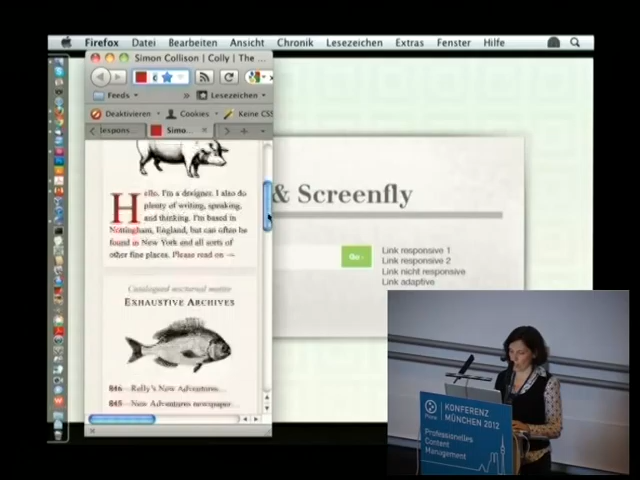 Firefox Datei Bearbeiten Ansicht Chronik Lesezeichen Extras Fenster Hilfe
Simon Collison | Colly | The ...
Feeds » Lesezeichen
Deaktivieren Cookies Keine CSS
lespons... Simo...
& Screenfly
Hello. I'm a designer. I also do
plenty of writing, speaking,
and thinking. I'm based in
Nottingham, England, but can often be
found in New York and all sorts of
other fine places. Please read on →
Go ›
Link responsive 1
Link responsive 2
Link nicht responsive
Link adaptive
Catalogued nocturnal mutter
EXHAUSTIVE ARCHIVES
846 Rally's New Adventures...
845 New Adventures newspaper
Plone
KONFERENZ
MÜNCHEN 2012
Professionelles
Content
Management